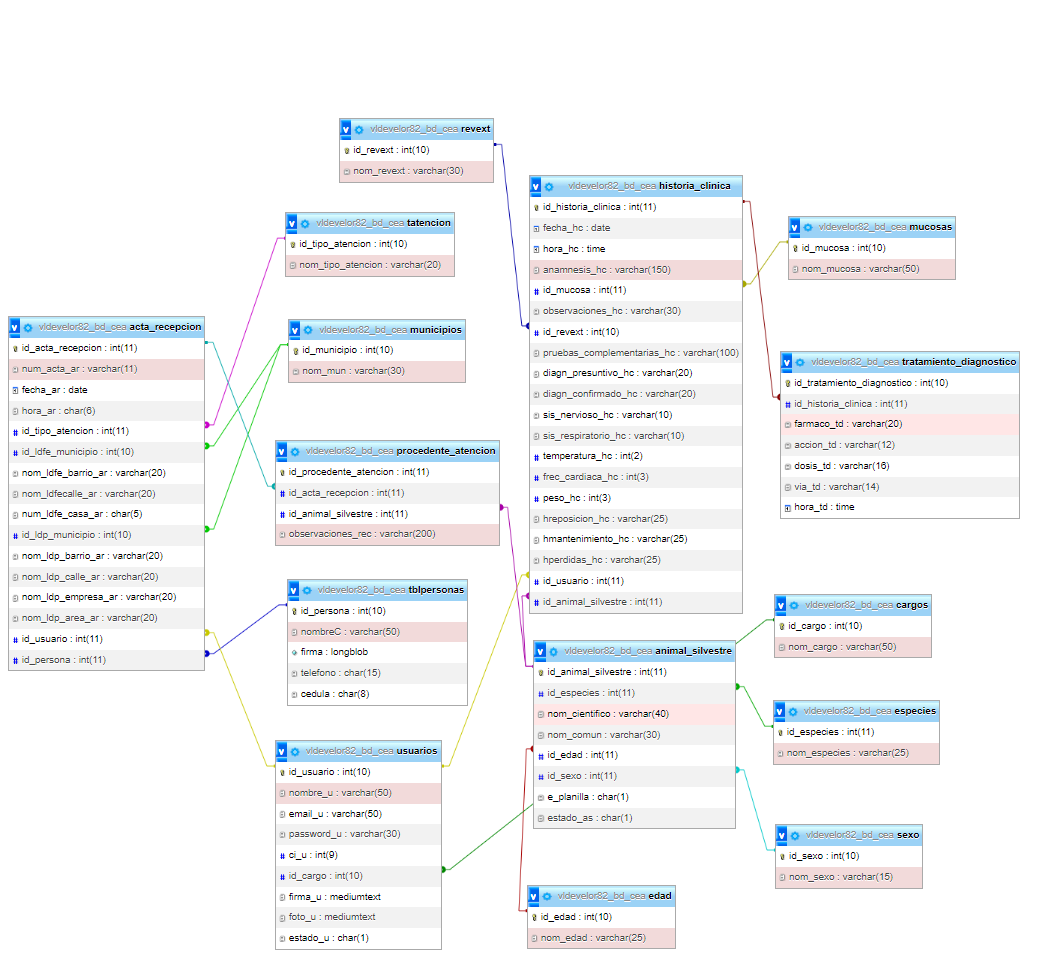 vldevelor82_bd_cea revext
id_revext : int(10)
nom_revext : varchar(30)
vldevelor82_bd_cea tatencion
id_tipo_atencion : int(10)
nom_tipo_atencion : varchar(20)
vldevelor82_bd_cea municipios
id_municipio : int(10)
nom_mun : varchar(30)
vldevelor82_bd_cea acta_recepcion
id_acta_recepcion : int(11)
num_acta_ar : varchar(11)
fecha_ar : date
hora_ar : char(6)
id_tipo_atencion : int(11)
id_ldfe_municipio : int(10)
nom_ldfe_barrio_ar : varchar(20)
nom_ldfecalle_ar : varchar(20)
num_ldfe_casa_ar : char(5)
id_ldp_municipio : int(10)
nom_ldp_barrio_ar : varchar(20)
nom_ldp_calle_ar : varchar(20)
nom_ldp_empresa_ar : varchar(20)
nom_ldp_area_ar : varchar(20)
id_usuario : int(11)
id_persona : int(11)
vldevelor82_bd_cea procedente_atencion
id_procedente_atencion : int(11)
id_acta_recepcion : int(11)
id_animal_silvestre : int(11)
observaciones_rec : varchar(200)
vldevelor82_bd_cea tblpersonas
id_persona : int(10)
nombreC : varchar(50)
firma : longblob
telefono : char(15)
cedula : char(8)
vldevelor82_bd_cea usuarios
id_usuario : int(10)
nombre_u : varchar(50)
email_u : varchar(50)
password_u : varchar(30)
ci_u : int(9)
id_cargo : int(10)
firma_u : mediumtext
foto_u : mediumtext
estado_u : char(1)
vldevelor82_bd_cea historia_clinica
id_historia_clinica : int(11)
fecha_hc : date
hora_hc : time
anamnesis_hc : varchar(150)
id_mucosa : int(11)
observaciones_hc : varchar(30)
id_revext : int(10)
pruebas_complementarias_hc : varchar(100)
diagn_presuntivo_hc : varchar(20)
diagn_confirmado_hc : varchar(20)
sis_nervioso_hc : varchar(10)
sis_respiratorio_hc : varchar(10)
temperatura_hc : int(2)
frec_cardiaca_hc : int(3)
peso_hc : int(3)
hreposicion_hc : varchar(25)
hmantenimiento_hc : varchar(25)
hperdidas_hc : varchar(25)
id_usuario : int(11)
id_animal_silvestre : int(11)
vldevelor82_bd_cea animal_silvestre
id_animal_silvestre : int(11)
id_especies : int(11)
nom_cientifico : varchar(40)
nom_comun : varchar(30)
id_edad : int(11)
id_sexo : int(11)
e_planilla : char(1)
estado_as : char(1)
vldevelor82_bd_cea edad
id_edad : int(10)
nom_edad : varchar(25)
vldevelor82_bd_cea mucosas
id_mucosa : int(10)
nom_mucosa : varchar(50)
vldevelor82_bd_cea tratamiento_diagnostico
id_tratamiento_diagnostico : int(10)
id_historia_clinica : int(11)
farmaco_td : varchar(20)
accion_td : varchar(12)
dosis_td : varchar(16)
via_td : varchar(14)
hora_td : time
vldevelor82_bd_cea cargos
id_cargo : int(10)
nom_cargo : varchar(50)
vldevelor82_bd_cea especies
id_especies : int(11)
nom_especies : varchar(25)
vldevelor82_bd_cea sexo
id_sexo : int(10)
nom_sexo : varchar(15)